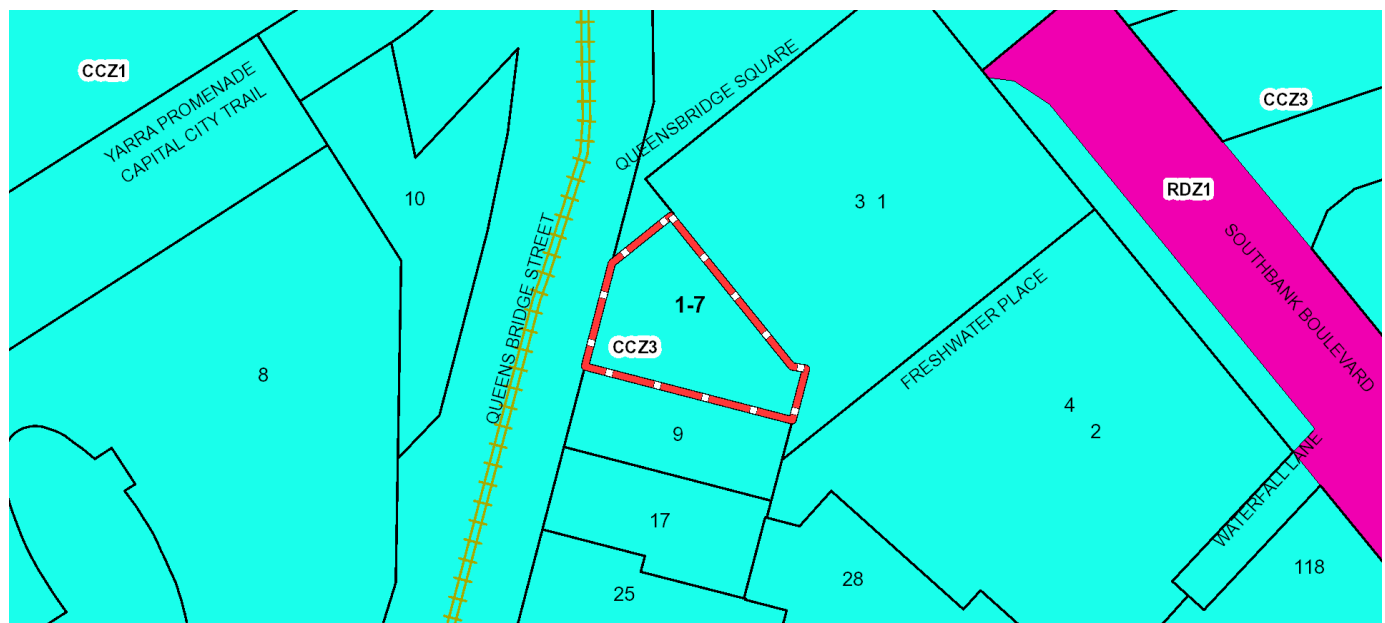 CCZ1
YARRA PROMENADE
CAPITAL CITY TRAIL
QUEENSBRIDGE SQUARE
CCZ3
RDZ1
10
3 1
SOUTHBANK BOULEVARD
QUEENS BRIDGE STREET
1-7
CCZ3
FRESHWATER PLACE
8
4
2
9
WATERFALL LANE
17
28
118
25